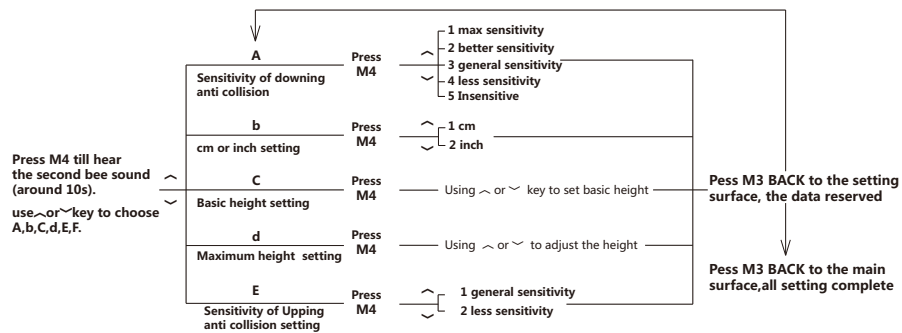 Press M4 till hear
the second bee sound
(around 10s).
use︿or﹀key to choose
A,b,C,d,E,F.
︿
﹀
A
Sensitivity of downing
anti collision
Press
M4
︿
﹀
1 max sensitivity
2 better sensitivity
3 general sensitivity
4 less sensitivity
5 Insensitive
b
cm or inch setting
Press
M4
︿
﹀
1 cm
2 inch
C
Basic height setting
Press
M4
Using ︿ or ﹀ key to set basic height
d
Maximum height setting
Press
M4
Using ︿ or ﹀ to adjust the height
E
Sensitivity of Upping
anti collision setting
Press
M4
︿
﹀
1 general sensitivity
2 less sensitivity
Pess M3 BACK to the setting
surface, the data reserved
Pess M3 BACK to the main
surface,all setting complete